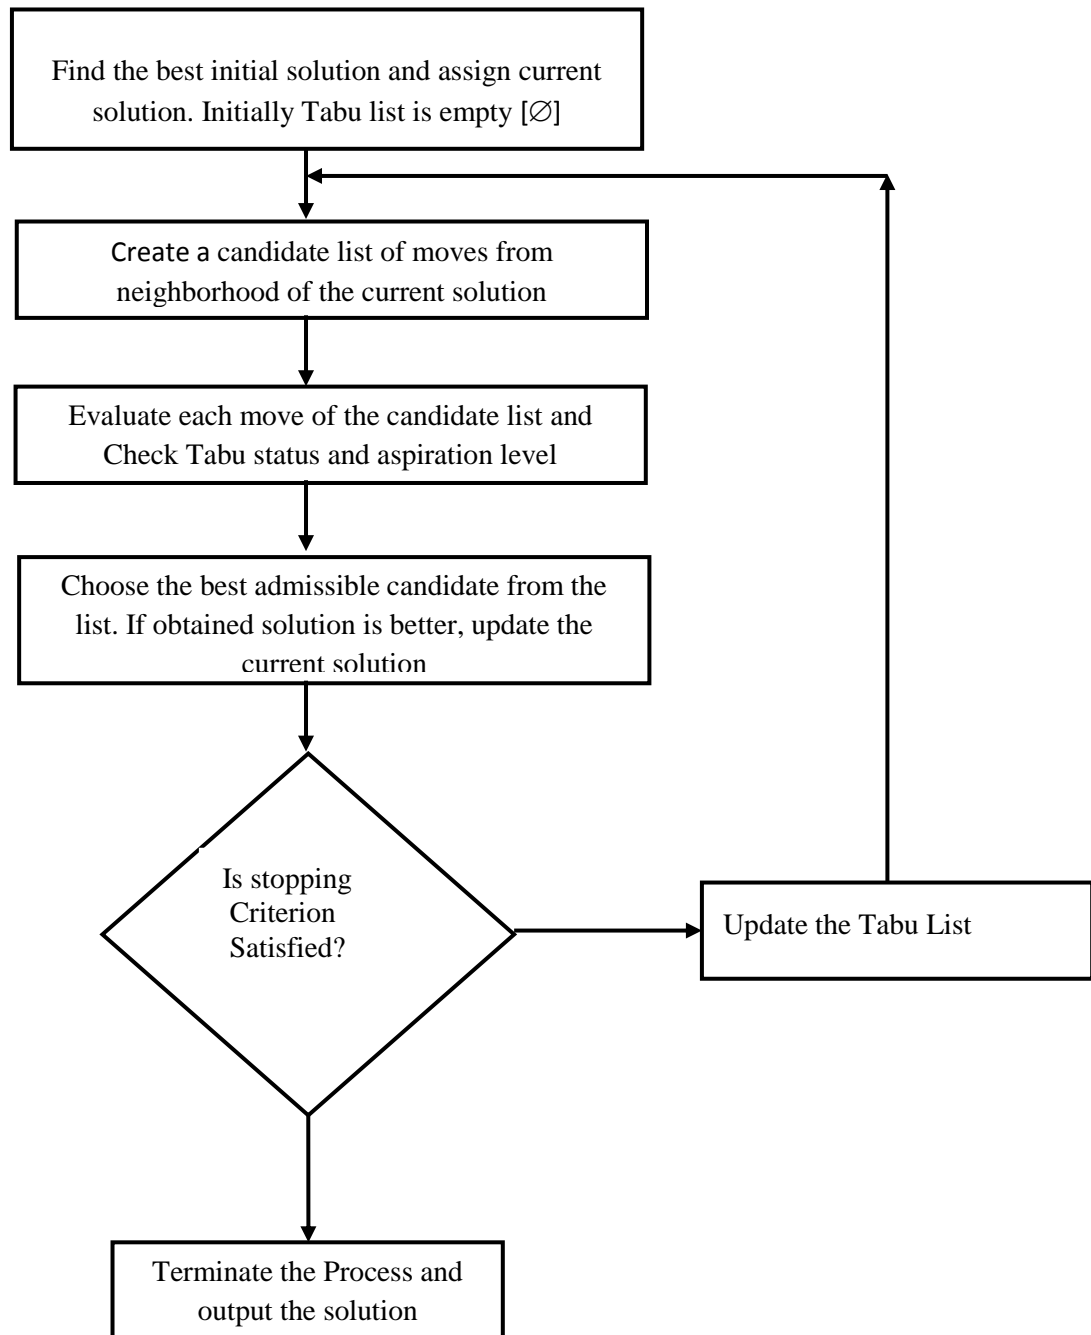 Find the best initial solution and assign current
solution. Initially Tabu list is empty [∅]
Create a candidate list of moves from
neighborhood of the current solution
Evaluate each move of the candidate list and
Check Tabu status and aspiration level
Choose the best admissible candidate from the
list. If obtained solution is better, update the
current solution
Is stopping
Criterion
Satisfied?
Update the Tabu List
Terminate the Process and
output the solution